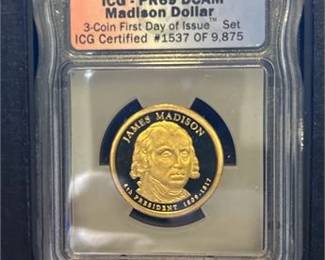 ICG - PR69 DCAM
Madison Dollar
3-Coin First Day of Issue™ Set
ICG Certified #1537 OF 9,875
JAMES MADISON
4th PRESIDENT 1809-1817